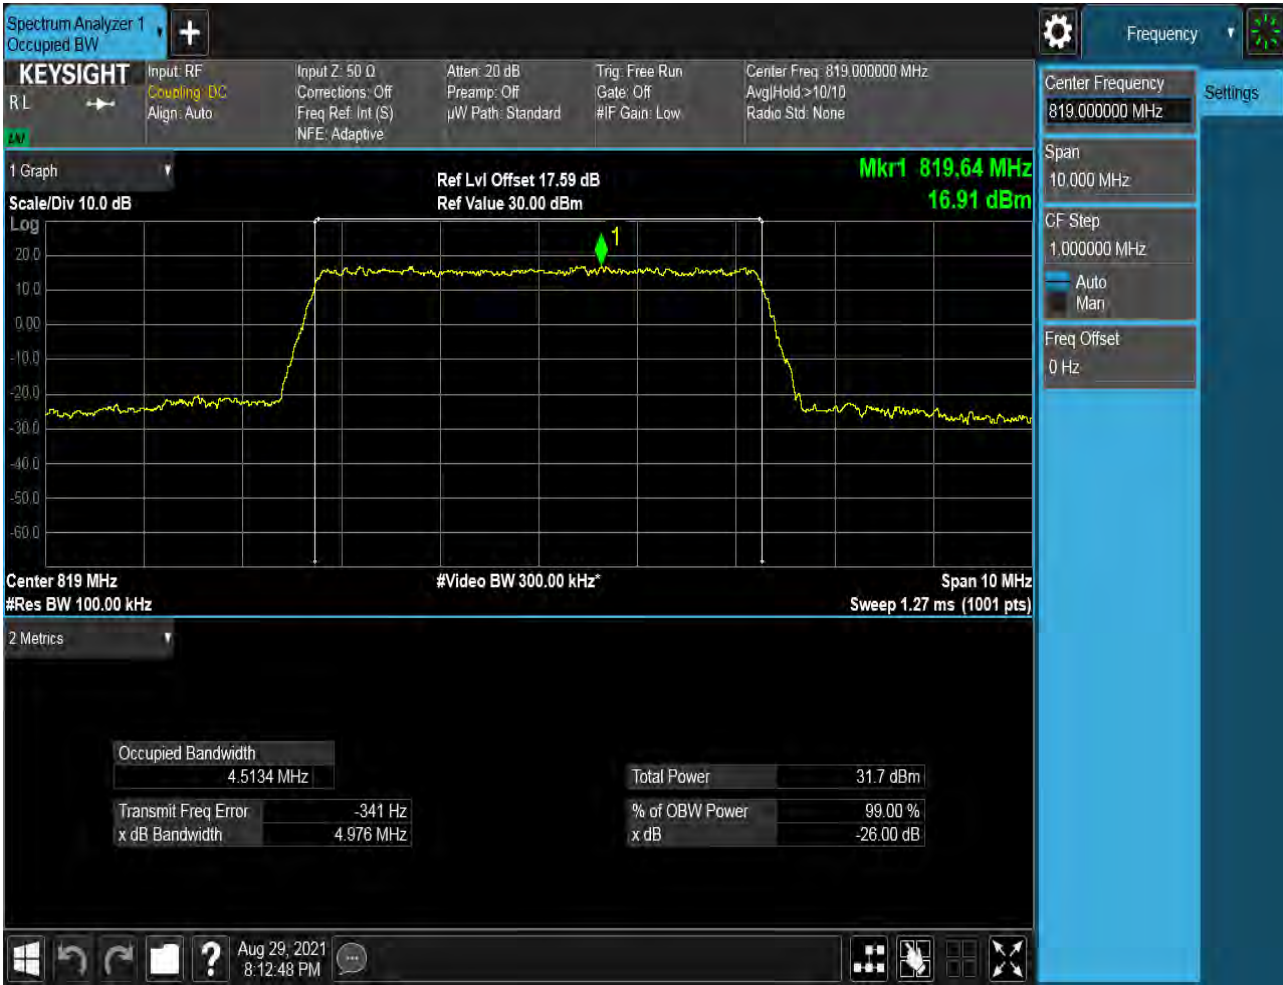 Spectrum Analyzer 1
Occupied BW
Frequency
KEYSIGHT
R L
Input: RF
Coupling: DC
Align: Auto
Input Z: 50 Ω
Corrections: Off
Freq Ref: Int (S)
NFE: Adaptive
Atten: 20 dB
Preamp: Off
µW Path: Standard
Trig: Free Run
Gate: Off
#IF Gain: Low
Center Freq: 819.000000 MHz
Avg|Hold:>10/10
Radio Std: None
Center Frequency
819.000000 MHz
Settings
Span
10.000 MHz
CF Step
1.000000 MHz
Auto
Man
Freq Offset
0 Hz
1 Graph
Scale/Div 10.0 dB
Log
Ref Lvl Offset 17.59 dB
Ref Value 30.00 dBm
Mkr1 819.64 MHz
16.91 dBm
1
20.0
10.0
0.00
-10.0
-20.0
-30.0
-40.0
-50.0
-60.0
Center 819 MHz
#Res BW 100.00 kHz
#Video BW 300.00 kHz*
Span 10 MHz
Sweep 1.27 ms (1001 pts)
2 Metrics
Occupied Bandwidth
4.5134 MHz
Transmit Freq Error -341 Hz
x dB Bandwidth 4.976 MHz
Total Power 31.7 dBm
% of OBW Power 99.00 %
x dB -26.00 dB
?
Aug 29, 2021
8:12:48 PM